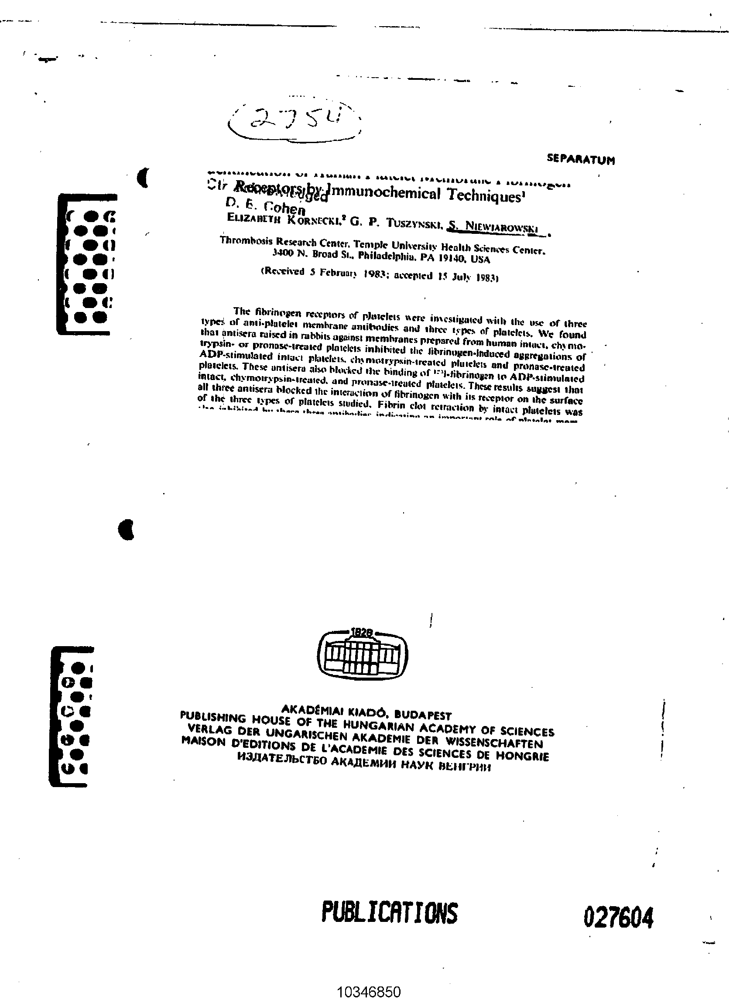 2754
SEPARATUM
Receptors by Immunochemical Techniques¹
D. E. Cohen
ELIZABETH KORNECKI,² G. P. TUSZYNSKI, S. NIEWIAROWSKI
Thrombosis Research Center, Temple University Health Sciences Center,
3400 N. Broad St., Philadelphia, PA 19140, USA
(Received 5 February 1983; accepted 15 July 1983)
The fibrinogen receptors of platelets were investigated with the use of three
types of anti-platelet membrane antibodies and three types of platelets. We found
that antisera raised in rabbits against membranes prepared from human intact, chymo-
trypsin- or pronase-treated platelets inhibited the fibrinogen-induced aggregations of
ADP-stimulated intact platelets, chymotrypsin-treated platelets and pronase-treated
platelets. These antisera also blocked the binding of ¹²⁵I-fibrinogen to ADP-stimulated
intact, chymotrypsin-treated, and pronase-treated platelets. These results suggest that
all three antisera blocked the interaction of fibrinogen with its receptor on the surface
of the three types of platelets studied. Fibrin clot retraction by intact platelets was
1828
AKADÉMIAI KIADÓ, BUDAPEST
PUBLISHING HOUSE OF THE HUNGARIAN ACADEMY OF SCIENCES
VERLAG DER UNGARISCHEN AKADEMIE DER WISSENSCHAFTEN
MAISON D'EDITIONS DE L'ACADEMIE DES SCIENCES DE HONGRIE
ИЗДАТЕЛЬСТВО АКАДЕМИИ НАУК ВЕНГРИИ
PUBLICATIONS
027604
10346850